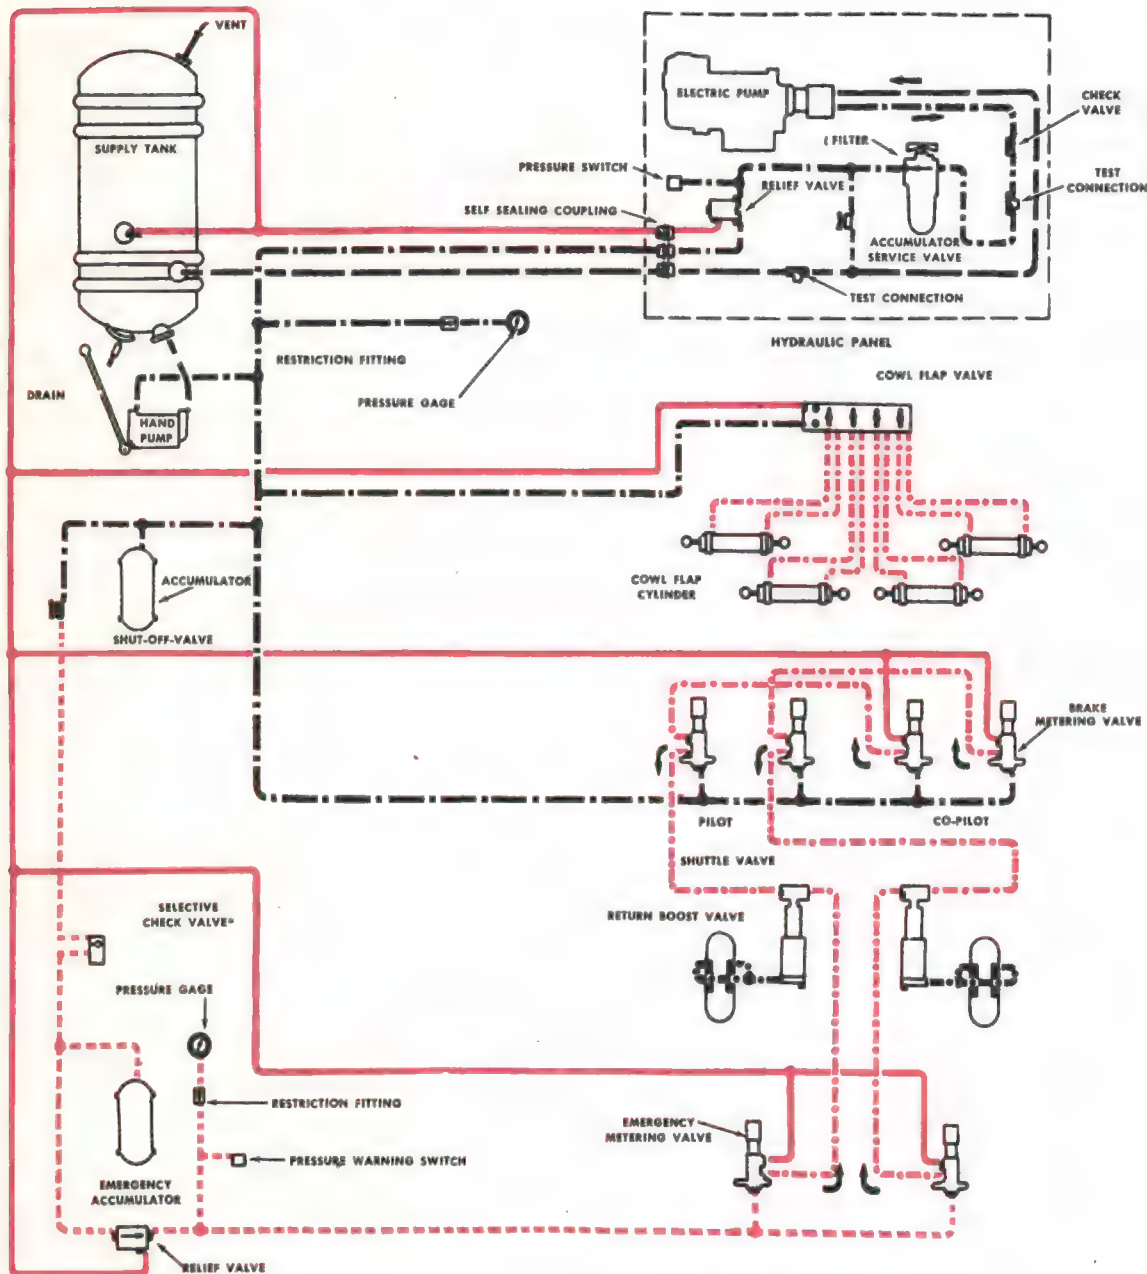 VENT
SUPPLY TANK
ELECTRIC PUMP
CHECK
VALVE
FILTER
PRESSURE SWITCH
RELIEF VALVE
TEST
CONNECTION
SELF SEALING COUPLING
ACCUMULATOR
SERVICE VALVE
TEST CONNECTION
HYDRAULIC PANEL
RESTRICTION FITTING
PRESSURE GAGE
DRAIN
HAND
PUMP
COWL FLAP VALVE
ACCUMULATOR
SHUT-OFF-VALVE
COWL FLAP
CYLINDER
BRAKE
METERING VALVE
PILOT
CO-PILOT
SHUTTLE VALVE
RETURN BOOST VALVE
SELECTIVE
CHECK VALVE*
PRESSURE GAGE
RESTRICTION FITTING
EMERGENCY
METERING VALVE
PRESSURE WARNING SWITCH
EMERGENCY
ACCUMULATOR
RELIEF VALVE